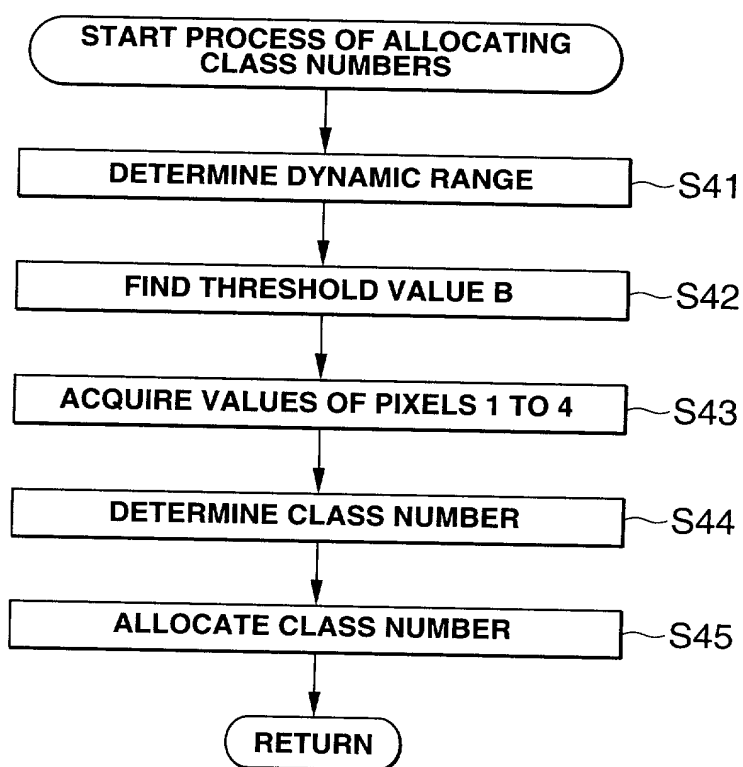 START PROCESS OF ALLOCATING
CLASS NUMBERS
DETERMINE DYNAMIC RANGE
S41
FIND THRESHOLD VALUE B
S42
ACQUIRE VALUES OF PIXELS 1 TO 4
S43
DETERMINE CLASS NUMBER
S44
ALLOCATE CLASS NUMBER
S45
RETURN